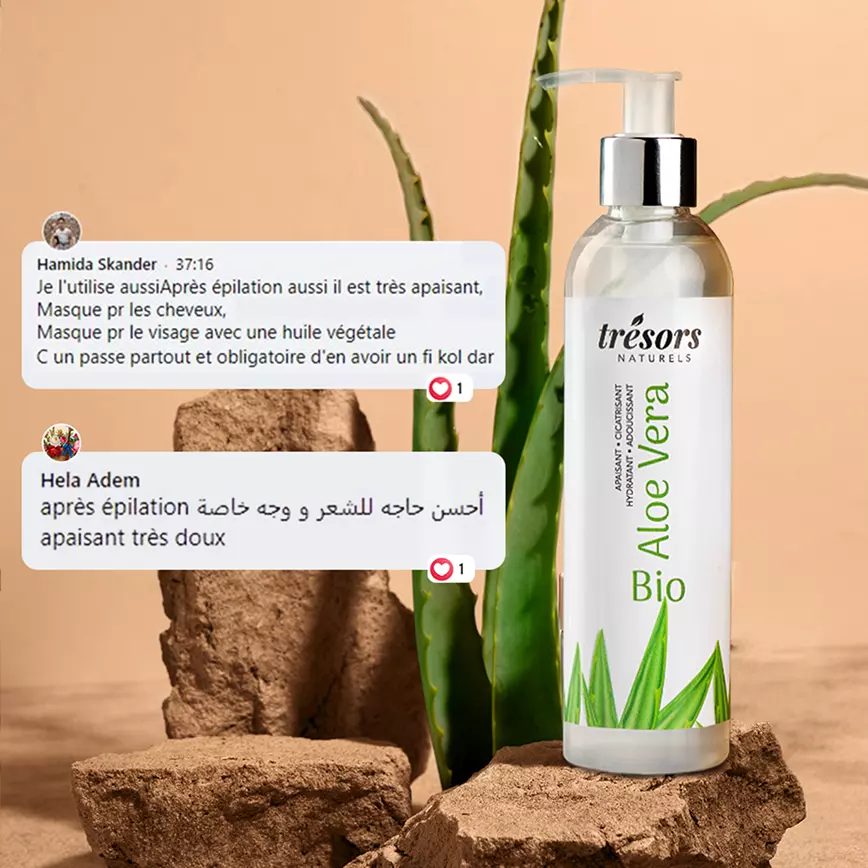 Hamida Skander · 37:16
Je l'utilise aussiAprès épilation aussi il est très apaisant,
Masque pr les cheveux,
Masque pr le visage avec une huile végétale
C un passe partout et obligatoire d'en avoir un fi kol dar
1
Hela Adem
أحسن حاجه للشعر و وجه خاصة après épilation
apaisant très doux
1
trésors
NATURELS
APAISANT • CICATRISANT
HYDRATANT • ADOUCISSANT
Aloe Vera
Bio